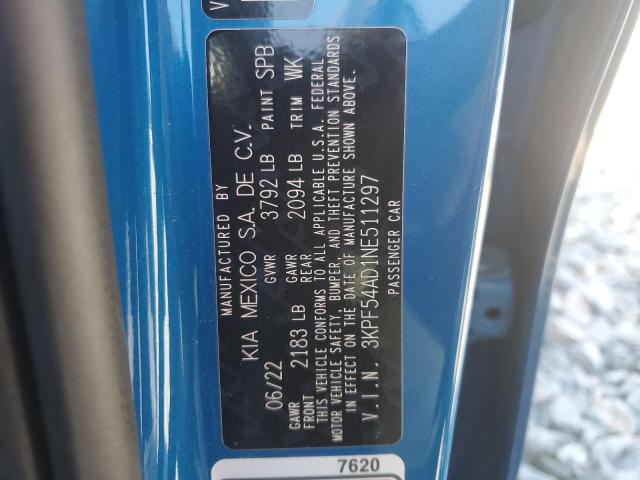 MANUFACTURED BY
KIA MEXICO S.A. DE C.V.
06/22 GVWR 3792 LB PAINT SPB
GAWR FRONT 2183 LB GAWR REAR 2094 LB TRIM WK
THIS VEHICLE CONFORMS TO ALL APPLICABLE U.S.A. FEDERAL
MOTOR VEHICLE SAFETY, BUMPER, AND THEFT PREVENTION STANDARDS
IN EFFECT ON THE DATE OF MANUFACTURE SHOWN ABOVE.
V.I.N. 3KPF54AD1NE511297
PASSENGER CAR
7620
V